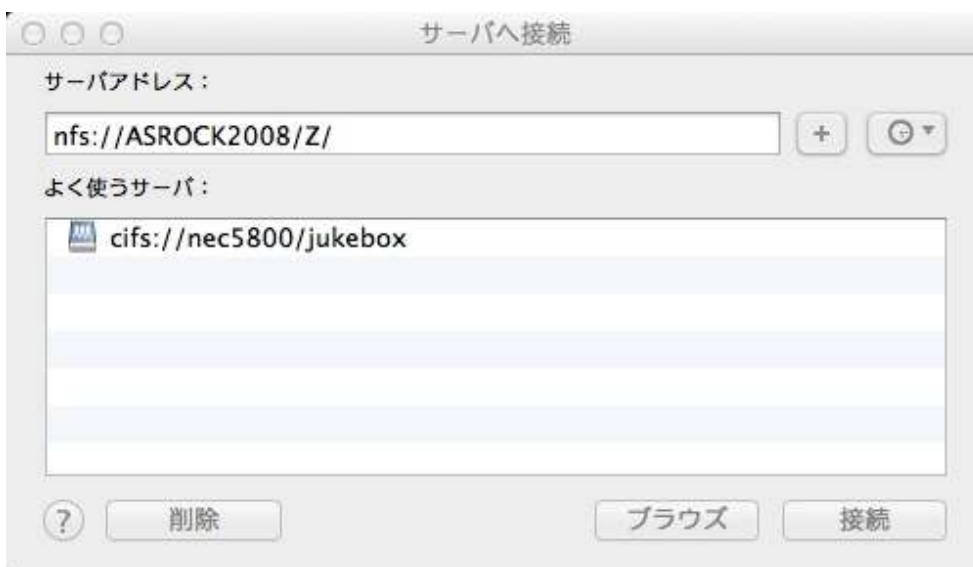 サーバへ接続
サーバアドレス：
nfs://ASROCK2008/Z/
+
よく使うサーバ：
cifs://nec5800/jukebox
?
削除
ブラウズ
接続